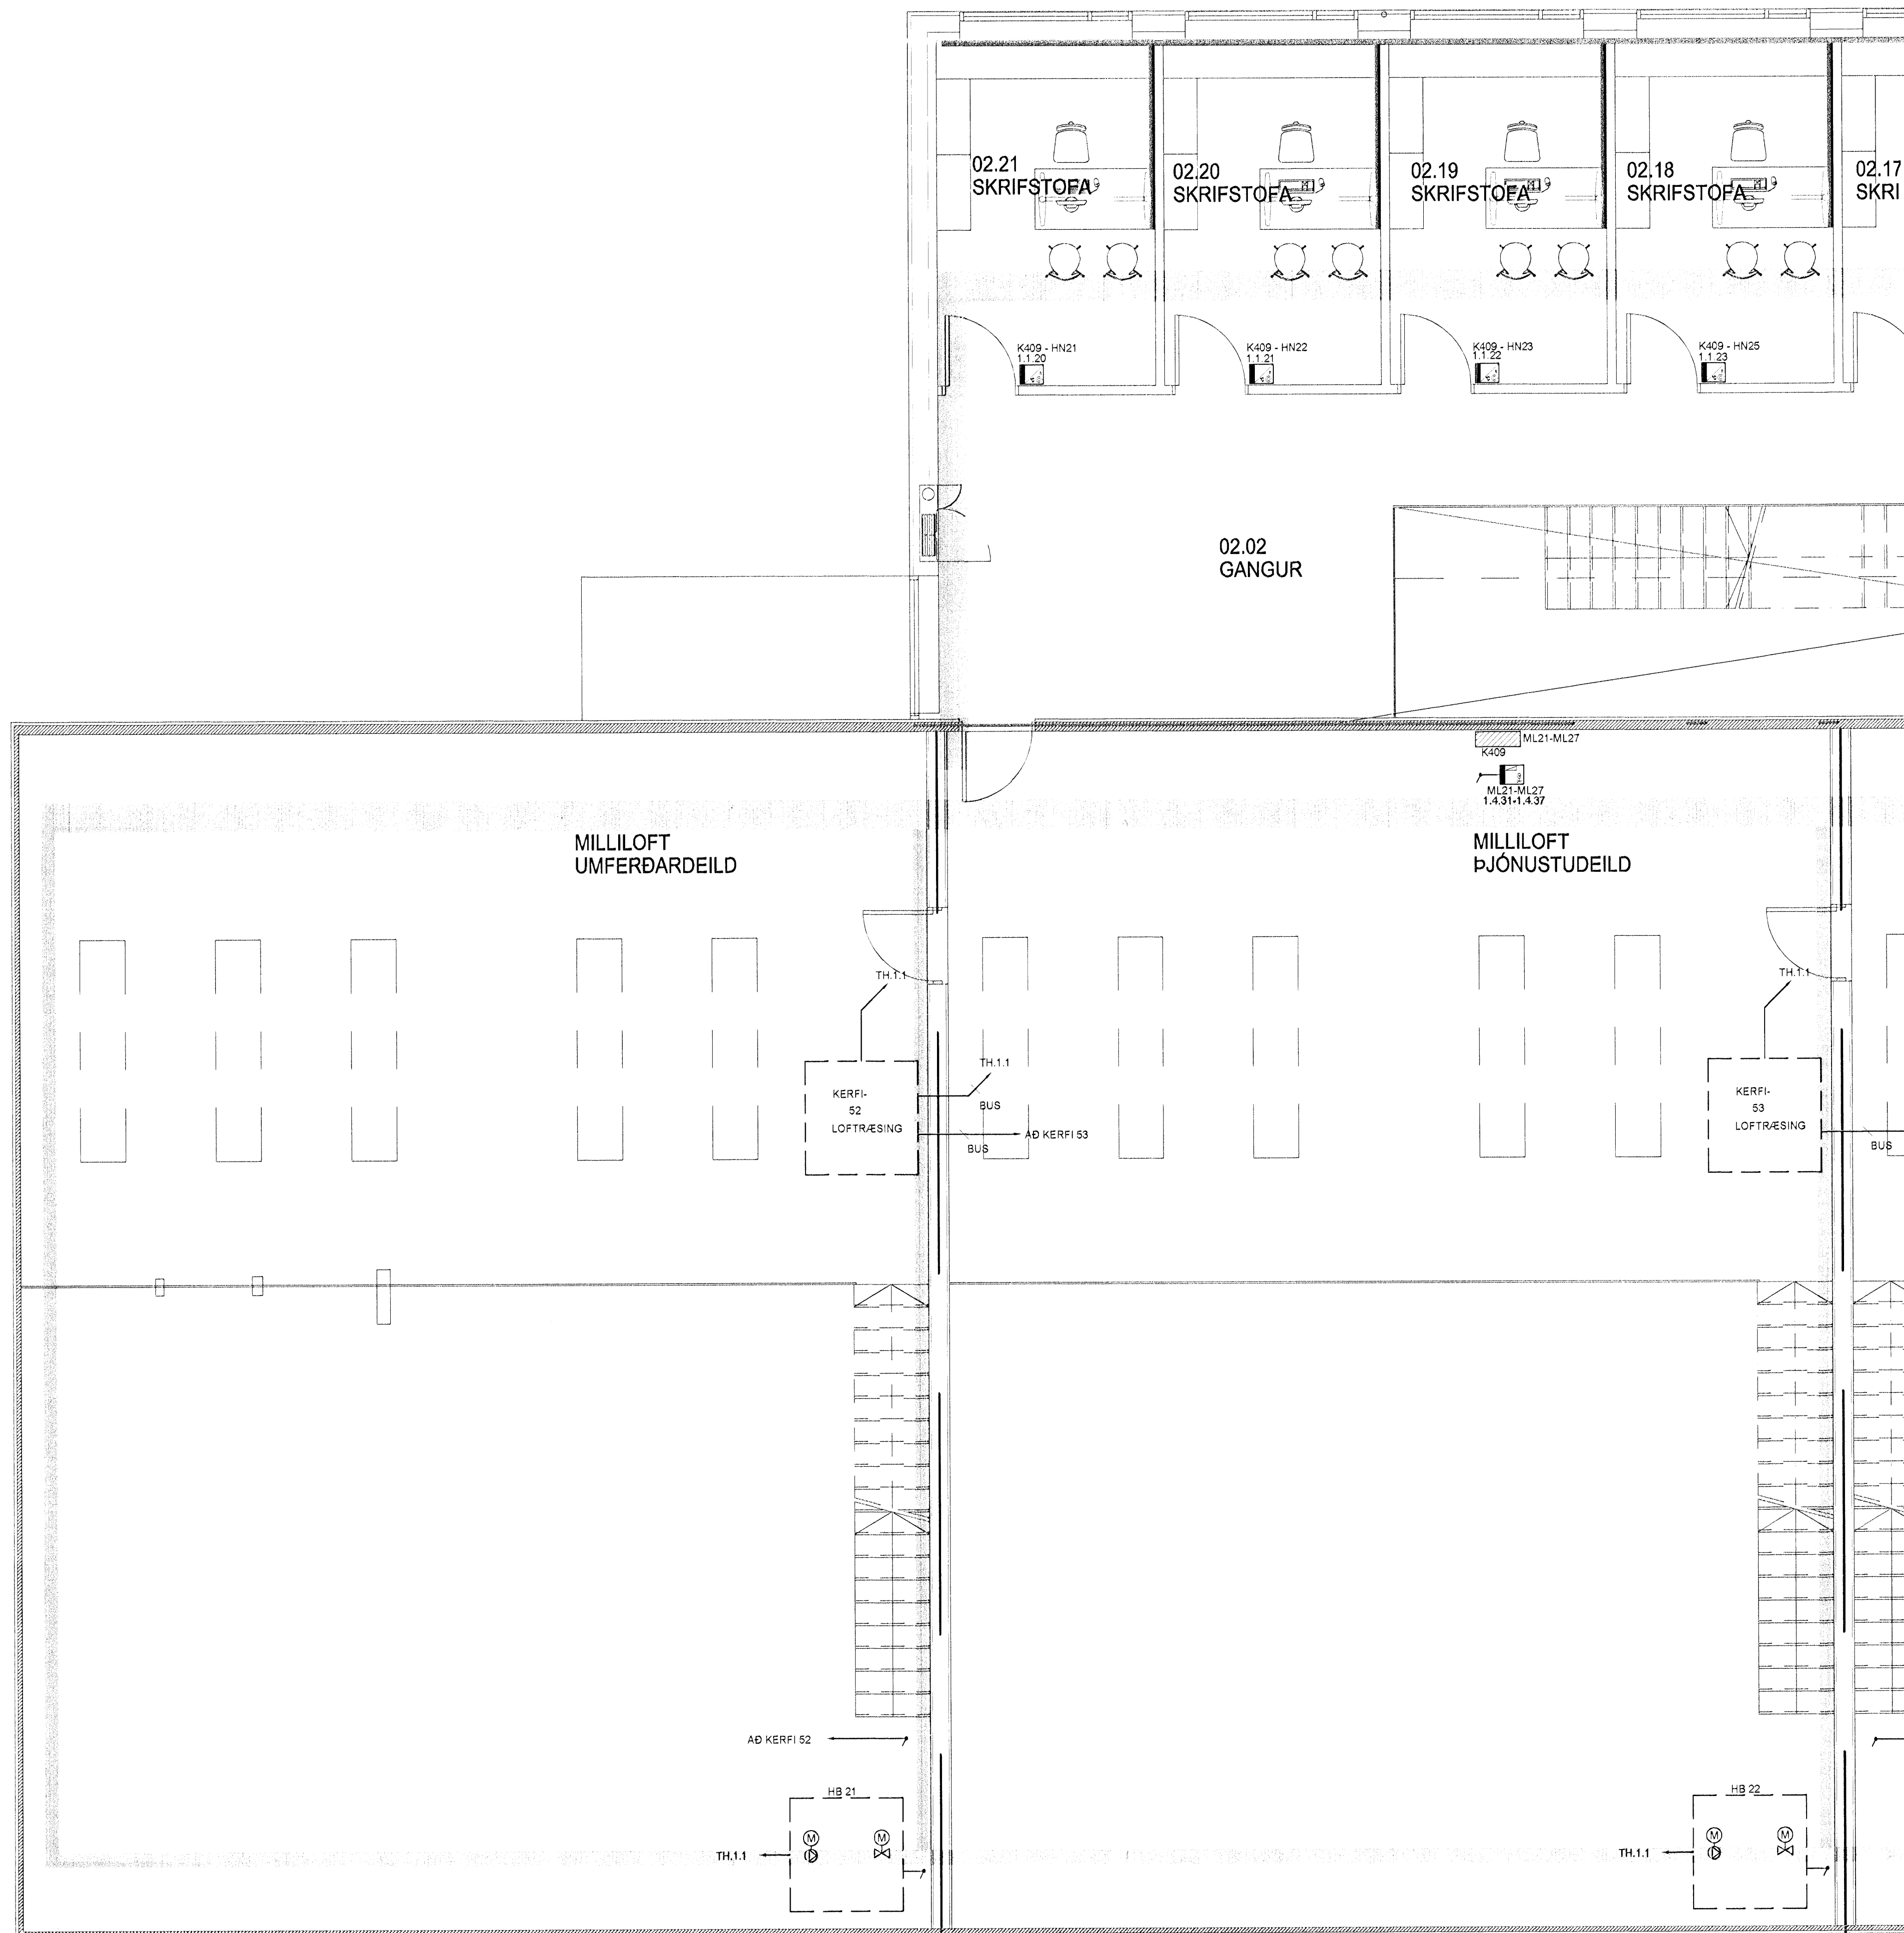 02.21
SKRIFSTOFA
02.20
SKRIFSTOFA
02.19
SKRIFSTOFA
02.18
SKRIFSTOFA
02.17
SKRI
K409 - HN21
1.1.20
K409 - HN22
1.1.21
K409 - HN23
1.1.22
K409 - HN25
1.1.23
02.02
GANGUR
ML21-ML27
K409
ML21-ML27
1.4.31-1.4.37
MILLILOFT
UMFERÐARDEILD
MILLILOFT
ÞJÓNUSTUDEILD
TH.1.1
TH.1.1
TH.1.1
KERFI-
52
LOFTRÆSING
BUS
AÐ KERFI 53
BUS
KERFI-
53
LOFTRÆSING
BUS
AÐ KERFI 52
HB 21
M
M
TH.1.1
HB 22
M
M
TH.1.1